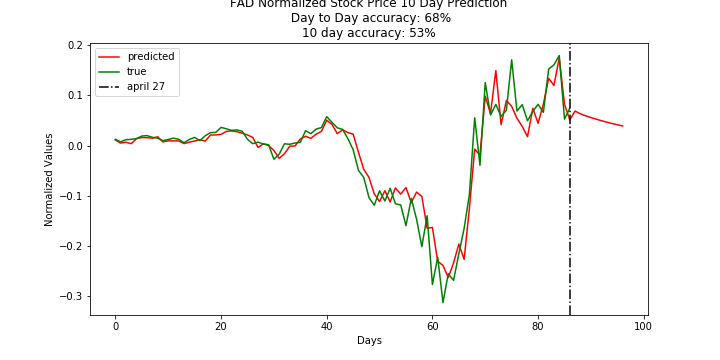 FAD Normalized Stock Price 10 Day Prediction
Day to Day accuracy: 68%
10 day accuracy: 53%
predicted
true
april 27
Normalized Values
0.2
0.1
0.0
−0.1
−0.2
−0.3
0 20 40 60 80 100
Days